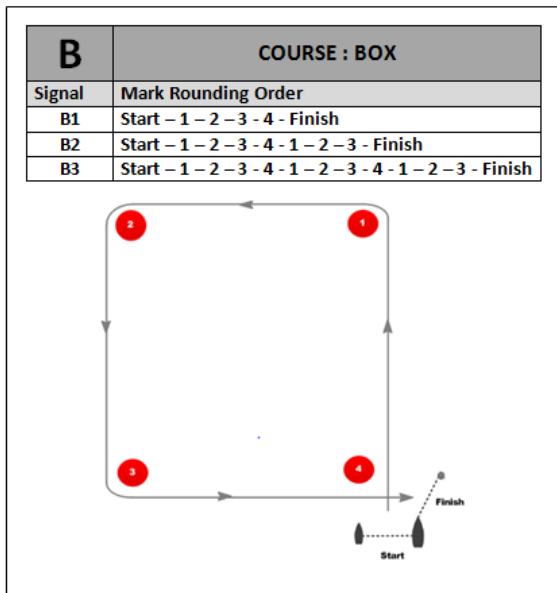 B COURSE : BOX
Signal Mark Rounding Order
B1 Start – 1 – 2 – 3 - 4 - Finish
B2 Start – 1 – 2 – 3 - 4 - 1 – 2 – 3 - Finish
B3 Start – 1 – 2 – 3 - 4 - 1 – 2 – 3 - 4 - 1 – 2 – 3 - Finish
2 1
3 4
Finish
Start